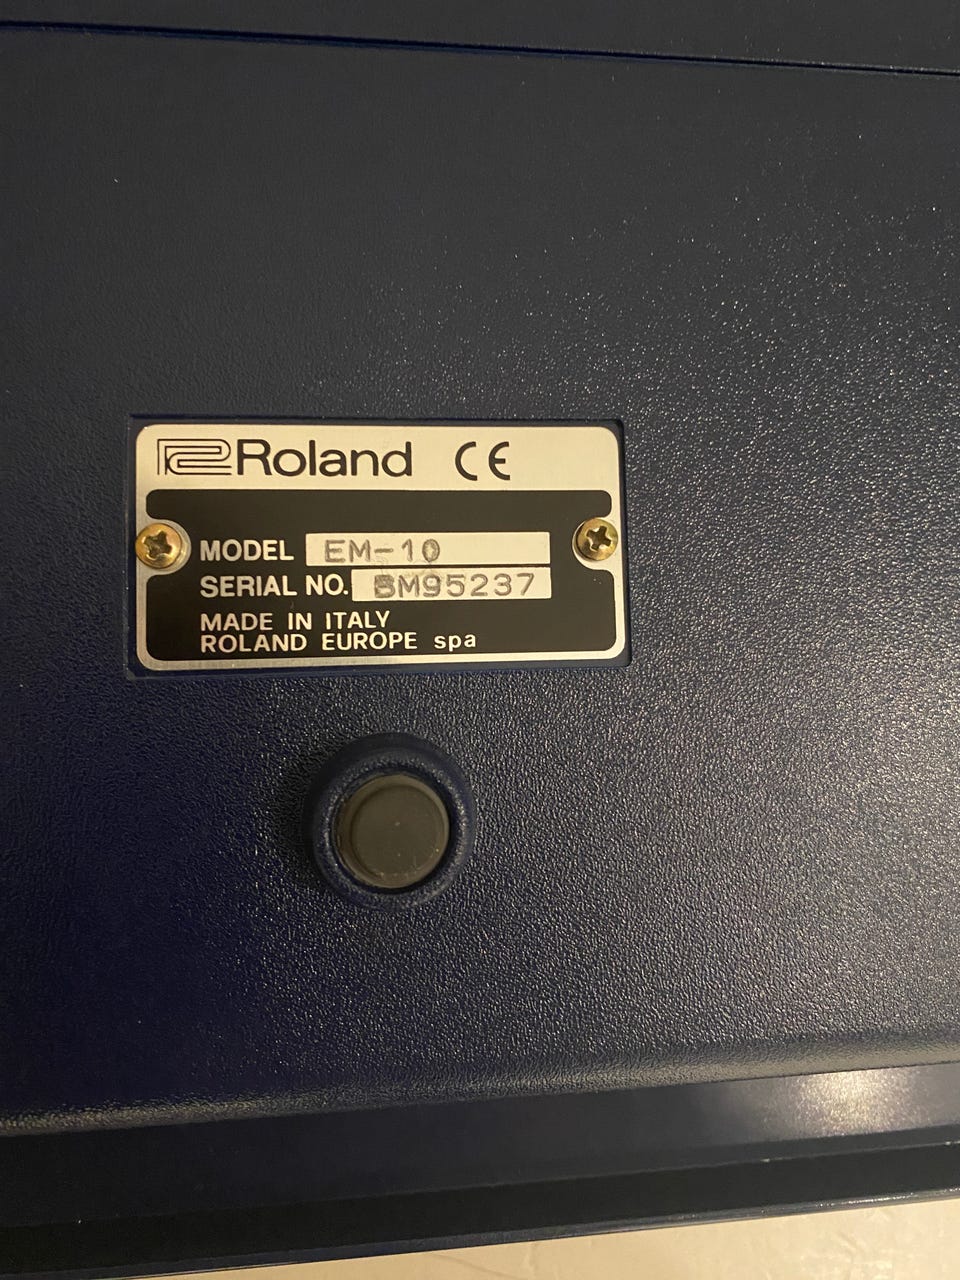 Roland CE
MODEL EM-10
SERIAL NO. BM95237
MADE IN ITALY
ROLAND EUROPE spa